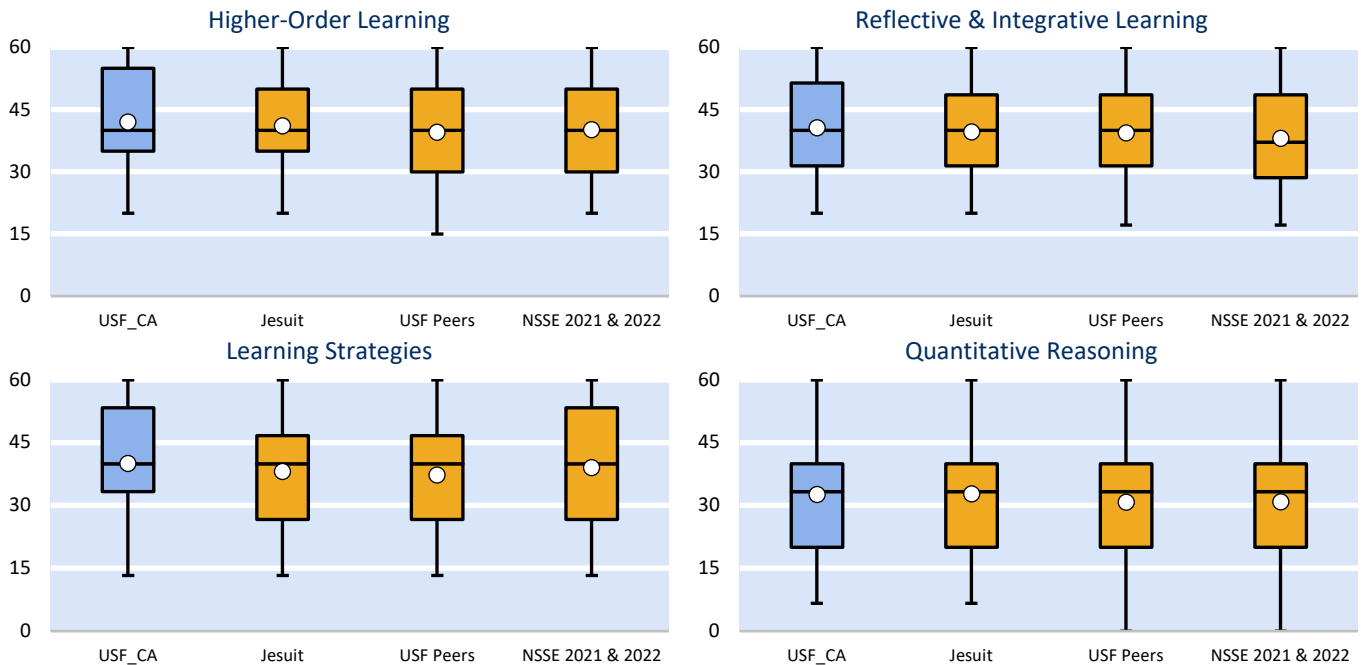 Higher-Order Learning
60
45
30
15
0
USF_CA Jesuit USF Peers NSSE 2021 & 2022
Reflective & Integrative Learning
60
45
30
15
0
USF_CA Jesuit USF Peers NSSE 2021 & 2022
Learning Strategies
60
45
30
15
0
USF_CA Jesuit USF Peers NSSE 2021 & 2022
Quantitative Reasoning
60
45
30
15
0
USF_CA Jesuit USF Peers NSSE 2021 & 2022